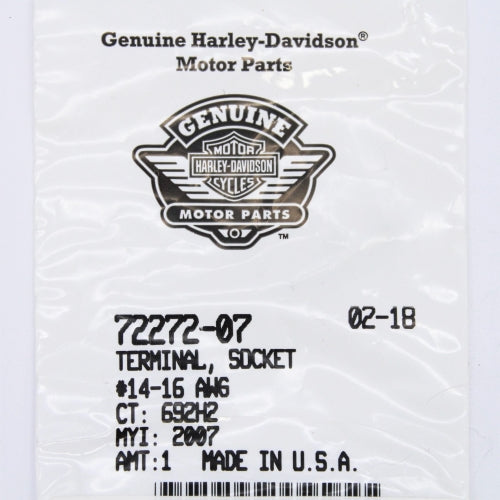 Genuine Harley-Davidson®
Motor Parts
GENUINE
MOTOR
HARLEY-DAVIDSON
CYCLES
MOTOR PARTS
™
72272-07 02-18
TERMINAL, SOCKET
#14-16 AWG
CT: 692H2
MYI: 2007
AMT:1 MADE IN U.S.A.